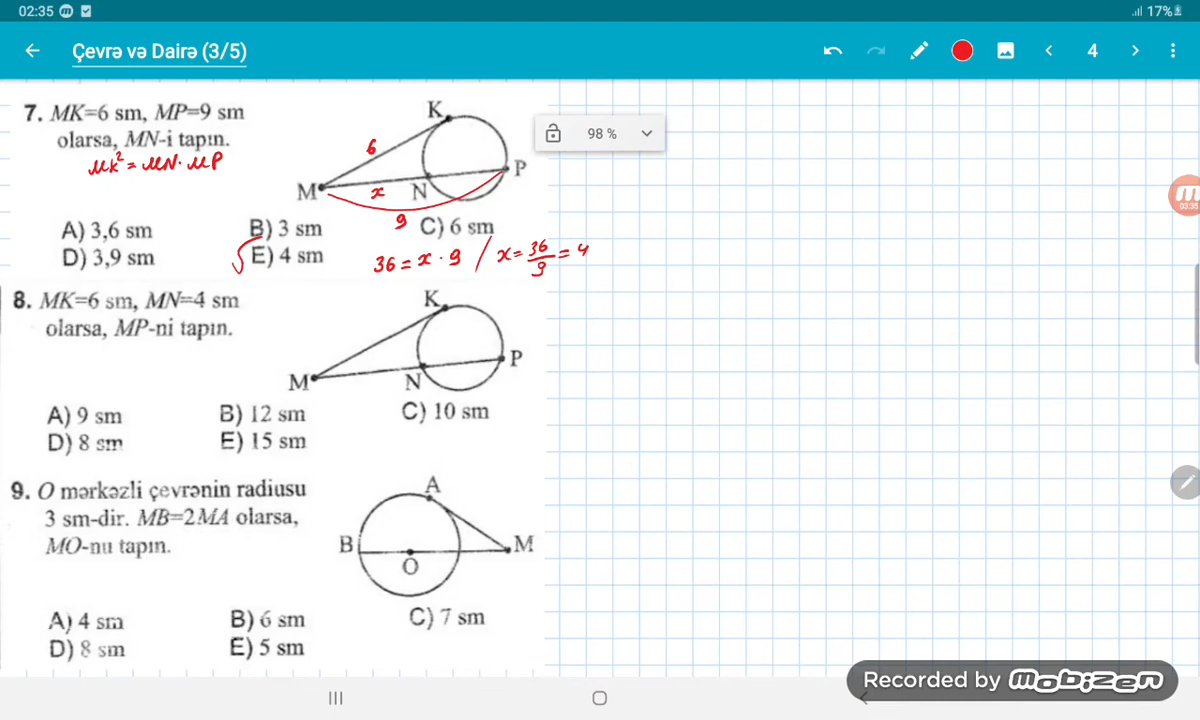 02:35
17%
Çevrə və Dairə (3/5)
4
98 %
7. MK=6 sm, MP=9 sm
olarsa, MN-i tapın.
MK² = MN · MP
K
6
M
x
N
P
9
A) 3,6 sm
B) 3 sm
C) 6 sm
D) 3,9 sm
E) 4 sm
36 = x · 9 / x = 36/9 = 4
8. MK=6 sm, MN=4 sm
olarsa, MP-ni tapın.
K
M
N
P
A) 9 sm
B) 12 sm
C) 10 sm
D) 8 sm
E) 15 sm
9. O mərkəzli çevrənin radiusu
3 sm-dir. MB=2MA olarsa,
MO-nu tapın.
A
B
O
M
A) 4 sm
B) 6 sm
C) 7 sm
D) 8 sm
E) 5 sm
03:35
Recorded by mobizen